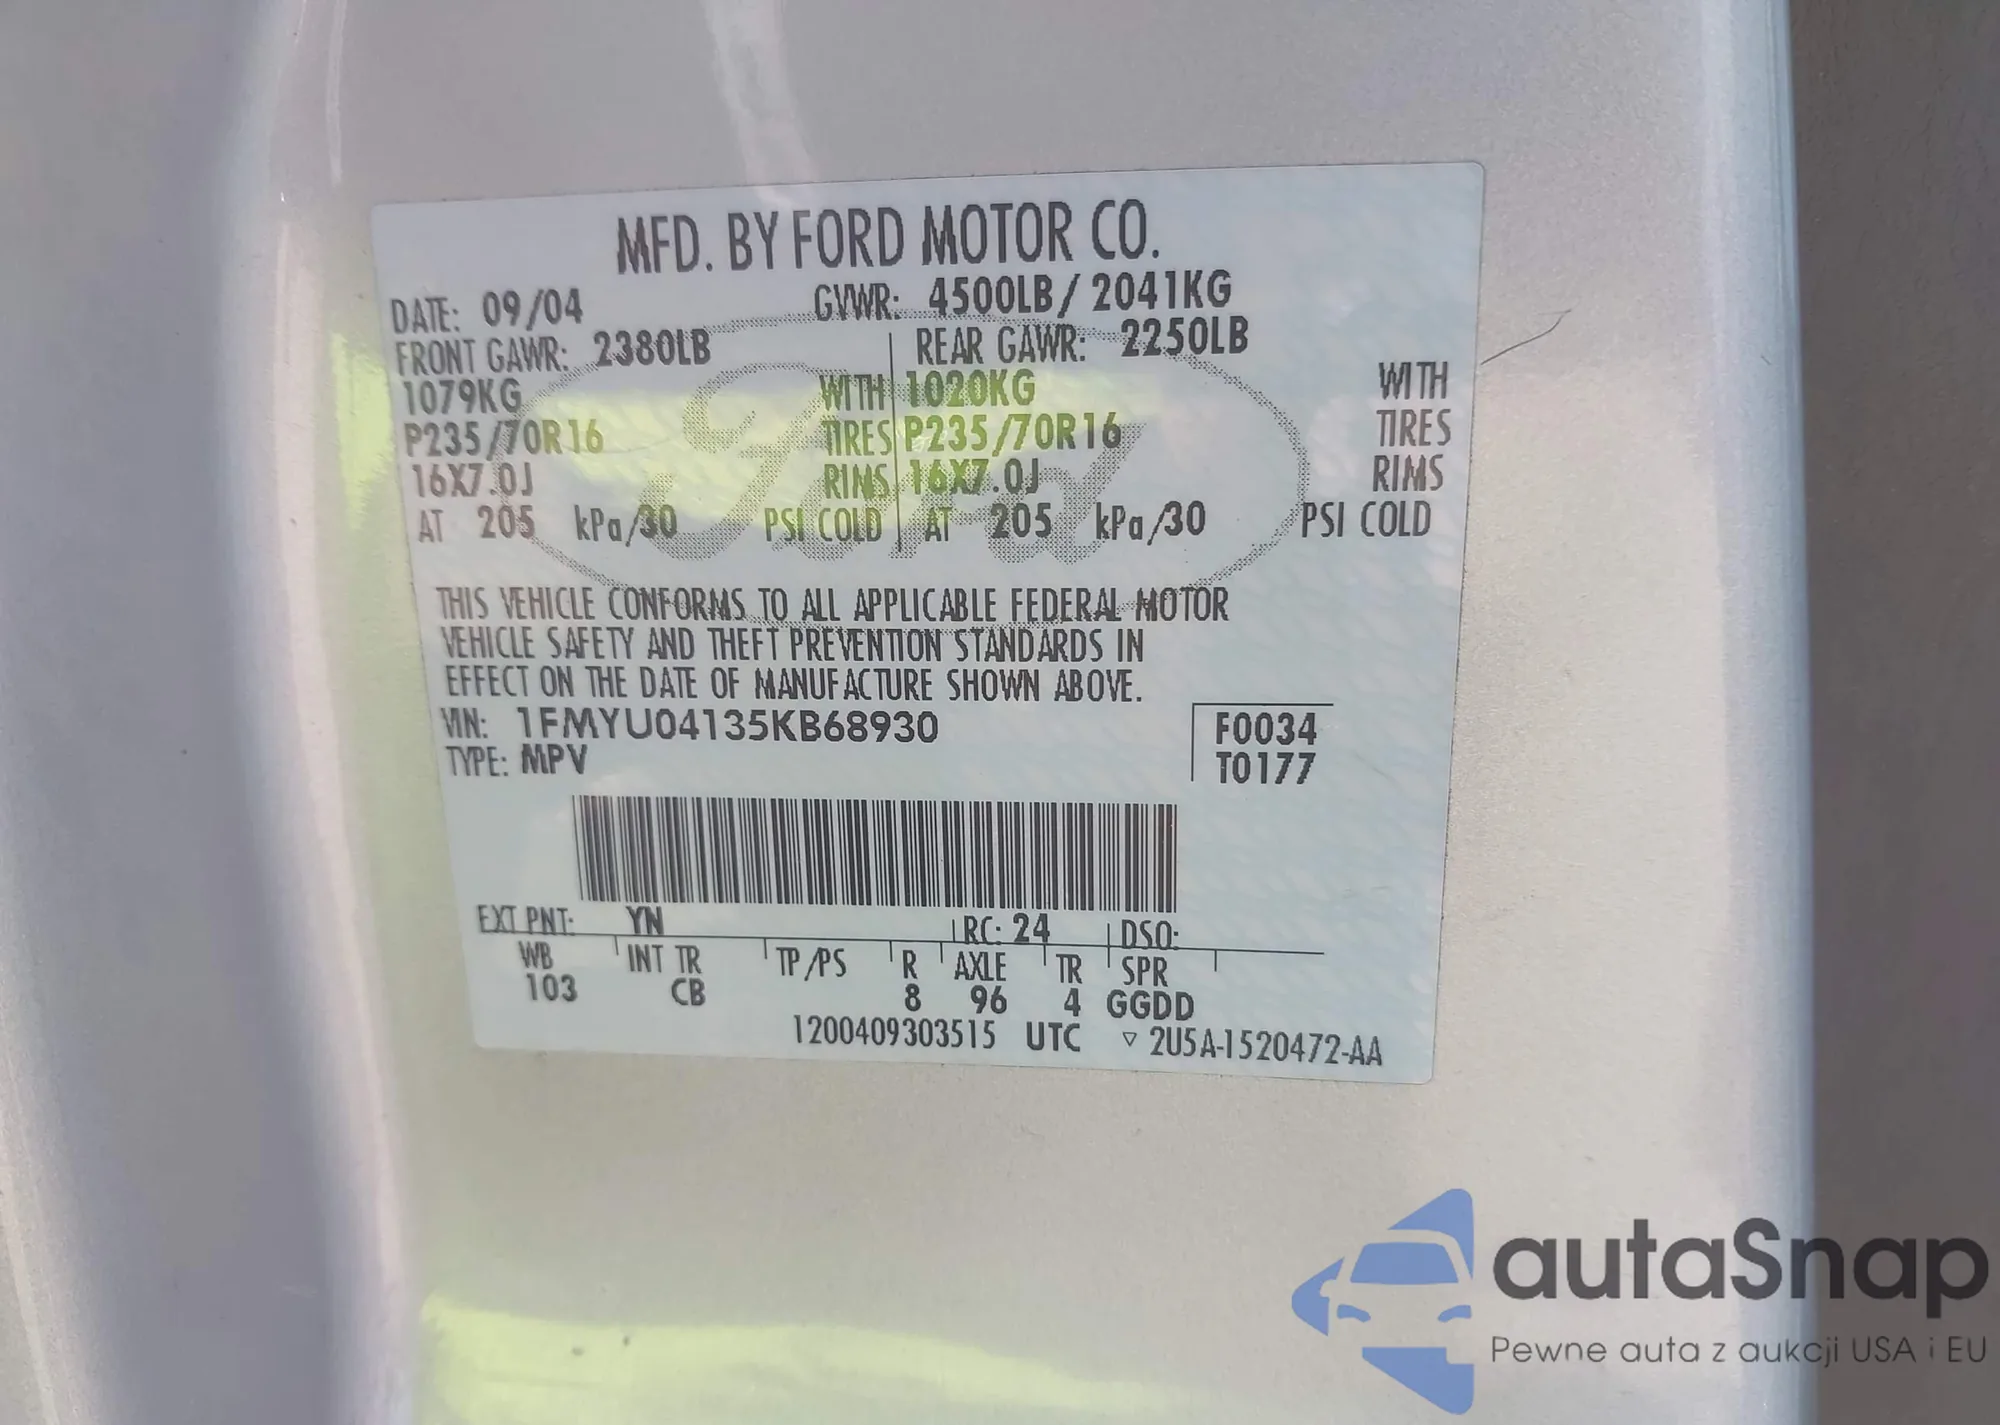 MFD. BY FORD MOTOR CO.
DATE: 09/04 GVWR: 4500LB/ 2041KG
FRONT GAWR: 2380LB REAR GAWR: 2250LB
1079KG WITH 1020KG WITH
P235/70R16 TIRES P235/70R16 TIRES
16X7.0J RIMS 16X7.0J RIMS
AT 205 kPa/30 PSI COLD AT 205 kPa/30 PSI COLD
Ford
THIS VEHICLE CONFORMS TO ALL APPLICABLE FEDERAL MOTOR
VEHICLE SAFETY AND THEFT PREVENTION STANDARDS IN
EFFECT ON THE DATE OF MANUFACTURE SHOWN ABOVE.
VIN: 1FMYU04135KB68930 F0034
TYPE: MPV T0177
EXT PNT: YN RC: 24 DSO:
WB INT TR TP/PS R AXLE TR SPR
103 CB 8 96 4 GGDD
1200409303515 UTC ▽ 2U5A-1520472-AA
autaSnap
Pewne auta z aukcji USA i EU